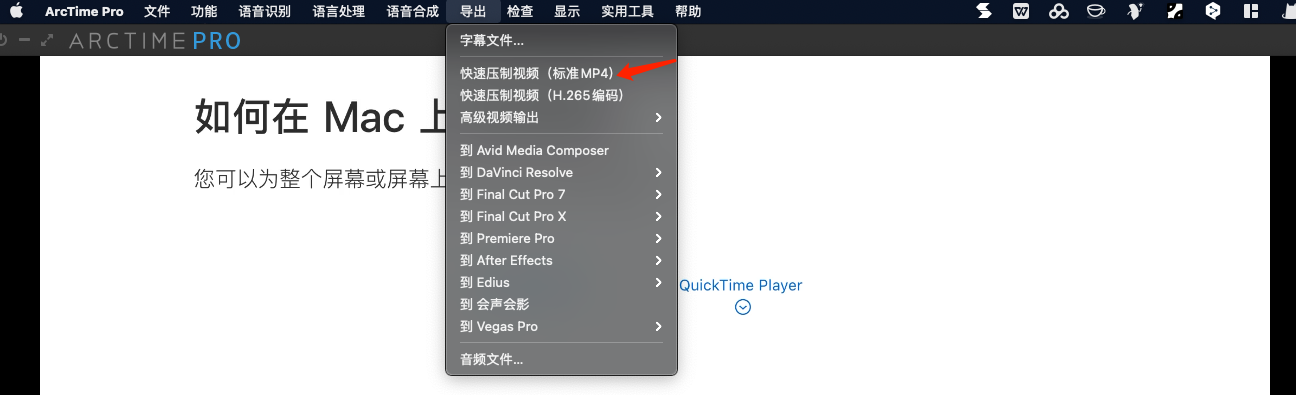 ArcTime Pro 文件 功能 语音识别 语言处理 语音合成 导出 检查 显示 实用工具 帮助
ARCTIME PRO
字幕文件...
快速压制视频（标准MP4）
快速压制视频（H.265编码）
高级视频输出
到 Avid Media Composer
到 DaVinci Resolve
到 Final Cut Pro 7
到 Final Cut Pro X
到 Premiere Pro
到 After Effects
到 Edius
到 会声会影
到 Vegas Pro
音频文件...
如何在 Mac 上
您可以为整个屏幕或屏幕上
QuickTime Player